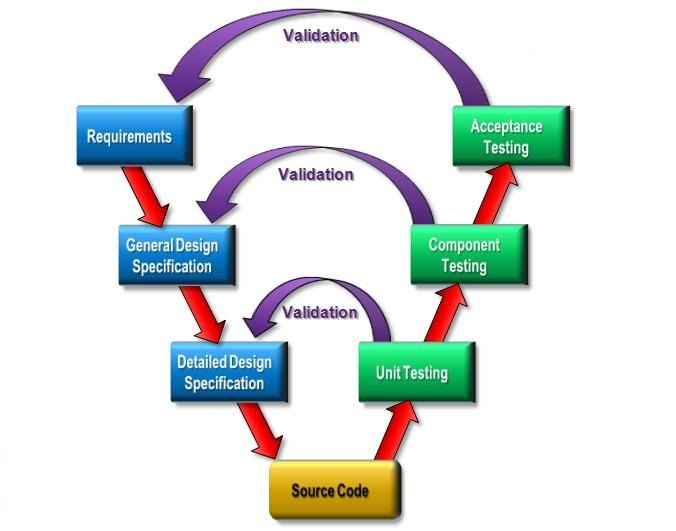 Validation
Requirements
Acceptance
Testing
Validation
General Design
Specification
Component
Testing
Validation
Detailed Design
Specification
Unit Testing
Source Code